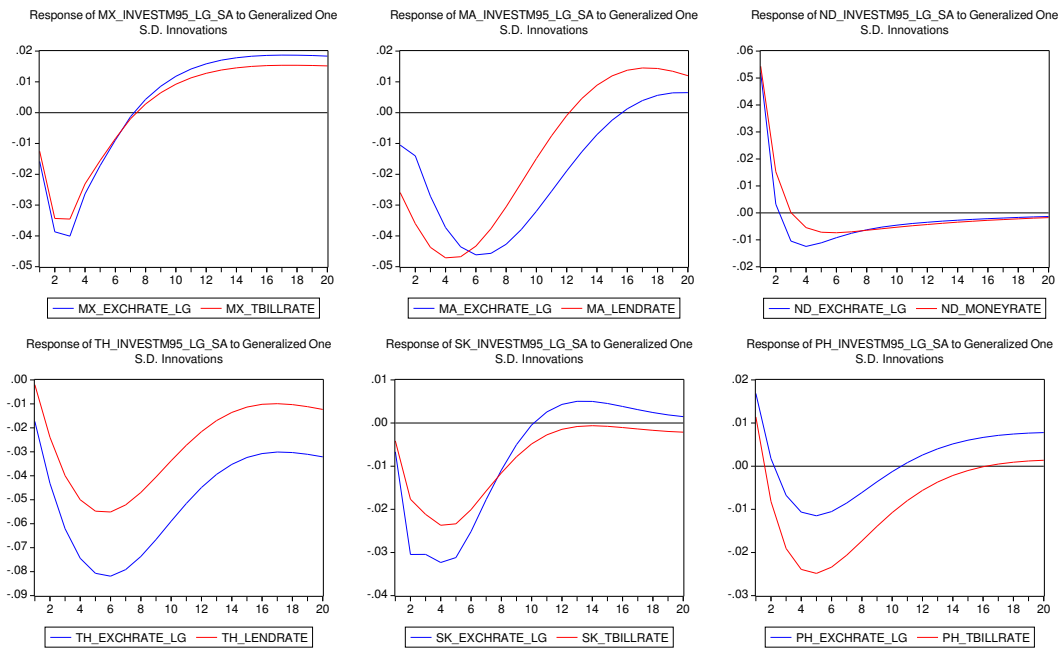 Response of MX_INVESTM95_LG_SA to Generalized One
S.D. Innovations
.02
.01
.00
-.01
-.02
-.03
-.04
-.05
2 4 6 8 10 12 14 16 18 20
MX_EXCHRATE_LG MX_TBILLRATE
Response of MA_INVESTM95_LG_SA to Generalized One
S.D. Innovations
.02
.01
.00
-.01
-.02
-.03
-.04
-.05
2 4 6 8 10 12 14 16 18 20
MA_EXCHRATE_LG MA_LENDRATE
Response of ND_INVESTM95_LG_SA to Generalized One
S.D. Innovations
.06
.05
.04
.03
.02
.01
.00
-.01
-.02
2 4 6 8 10 12 14 16 18 20
ND_EXCHRATE_LG ND_MONEYRATE
Response of TH_INVESTM95_LG_SA to Generalized One
S.D. Innovations
.00
-.01
-.02
-.03
-.04
-.05
-.06
-.07
-.08
-.09
2 4 6 8 10 12 14 16 18 20
TH_EXCHRATE_LG TH_LENDRATE
Response of SK_INVESTM95_LG_SA to Generalized One
S.D. Innovations
.01
.00
-.01
-.02
-.03
-.04
2 4 6 8 10 12 14 16 18 20
SK_EXCHRATE_LG SK_TBILLRATE
Response of PH_INVESTM95_LG_SA to Generalized One
S.D. Innovations
.02
.01
.00
-.01
-.02
-.03
2 4 6 8 10 12 14 16 18 20
PH_EXCHRATE_LG PH_TBILLRATE